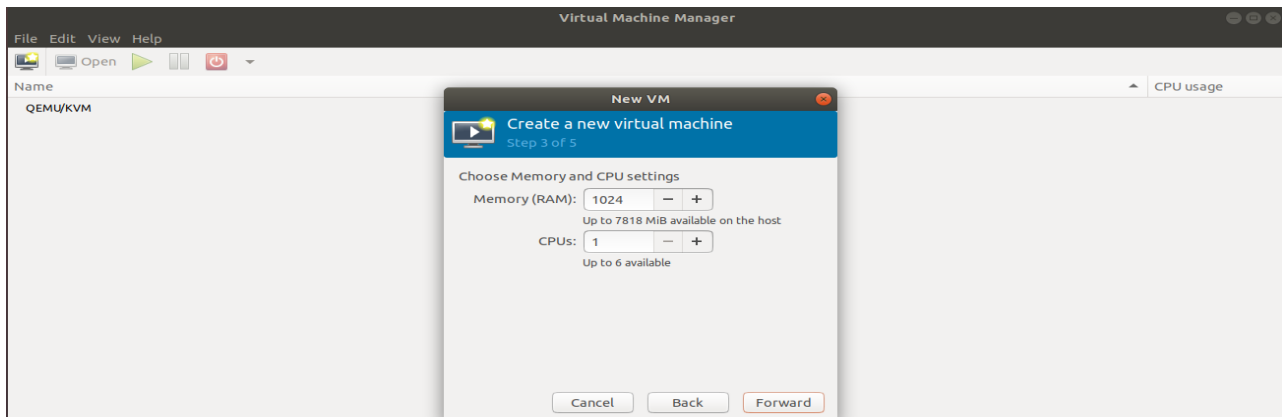 Virtual Machine Manager
File Edit View Help
Open
Name CPU usage
QEMU/KVM
New VM
Create a new virtual machine
Step 3 of 5
Choose Memory and CPU settings
Memory (RAM): 1024 − +
Up to 7818 MiB available on the host
CPUs: 1 − +
Up to 6 available
Cancel Back Forward